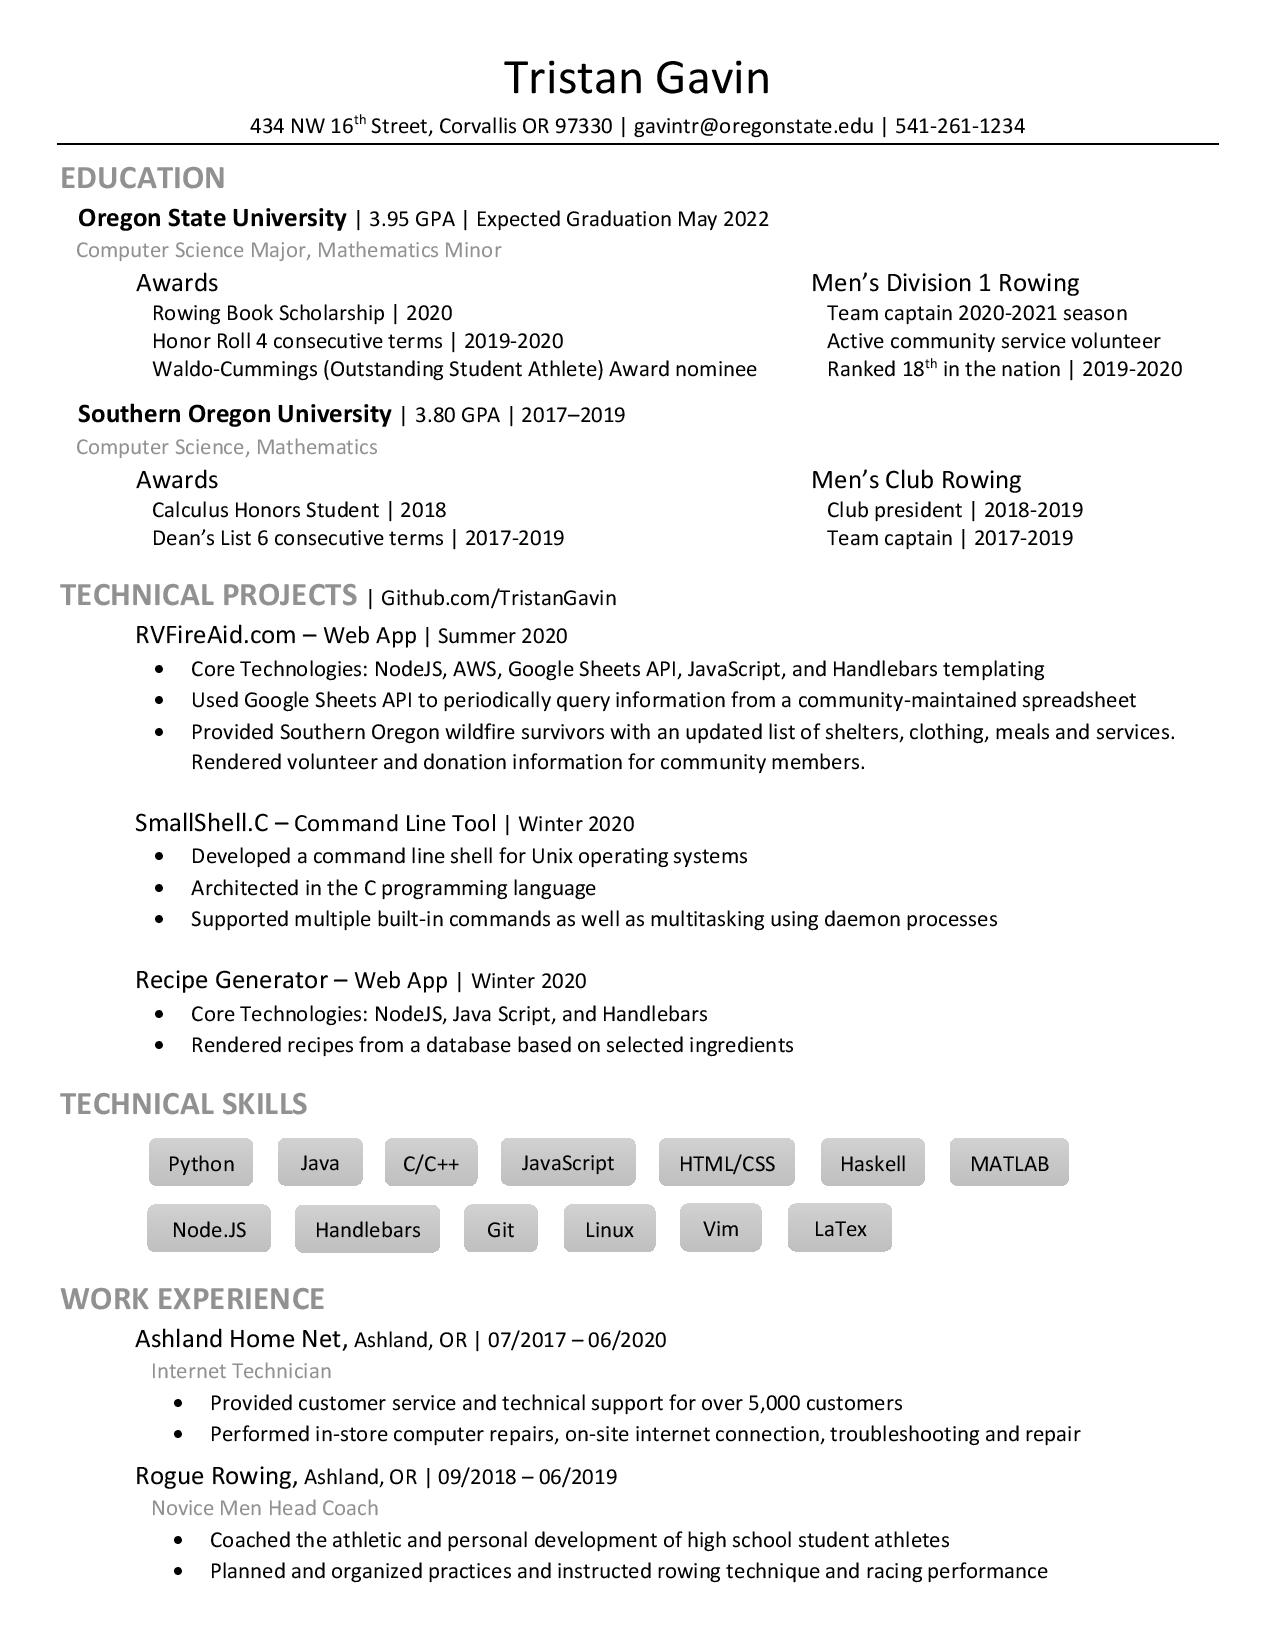 Tristan Gavin
434 NW 16th Street, Corvallis OR 97330 | gavintr@oregonstate.edu | 541-261-1234
EDUCATION
Oregon State University | 3.95 GPA | Expected Graduation May 2022
Computer Science Major, Mathematics Minor
Awards
Rowing Book Scholarship | 2020
Honor Roll 4 consecutive terms | 2019-2020
Waldo-Cummings (Outstanding Student Athlete) Award nominee
Men’s Division 1 Rowing
Team captain 2020-2021 season
Active community service volunteer
Ranked 18th in the nation | 2019-2020
Southern Oregon University | 3.80 GPA | 2017–2019
Computer Science, Mathematics
Awards
Calculus Honors Student | 2018
Dean’s List 6 consecutive terms | 2017-2019
Men’s Club Rowing
Club president | 2018-2019
Team captain | 2017-2019
TECHNICAL PROJECTS | Github.com/TristanGavin
RVFireAid.com – Web App | Summer 2020
• Core Technologies: NodeJS, AWS, Google Sheets API, JavaScript, and Handlebars templating
• Used Google Sheets API to periodically query information from a community-maintained spreadsheet
• Provided Southern Oregon wildfire survivors with an updated list of shelters, clothing, meals and services.
Rendered volunteer and donation information for community members.
SmallShell.C – Command Line Tool | Winter 2020
• Developed a command line shell for Unix operating systems
• Architected in the C programming language
• Supported multiple built-in commands as well as multitasking using daemon processes
Recipe Generator – Web App | Winter 2020
• Core Technologies: NodeJS, Java Script, and Handlebars
• Rendered recipes from a database based on selected ingredients
TECHNICAL SKILLS
Python Java C/C++ JavaScript HTML/CSS Haskell MATLAB
Node.JS Handlebars Git Linux Vim LaTex
WORK EXPERIENCE
Ashland Home Net, Ashland, OR | 07/2017 – 06/2020
Internet Technician
• Provided customer service and technical support for over 5,000 customers
• Performed in-store computer repairs, on-site internet connection, troubleshooting and repair
Rogue Rowing, Ashland, OR | 09/2018 – 06/2019
Novice Men Head Coach
• Coached the athletic and personal development of high school student athletes
• Planned and organized practices and instructed rowing technique and racing performance